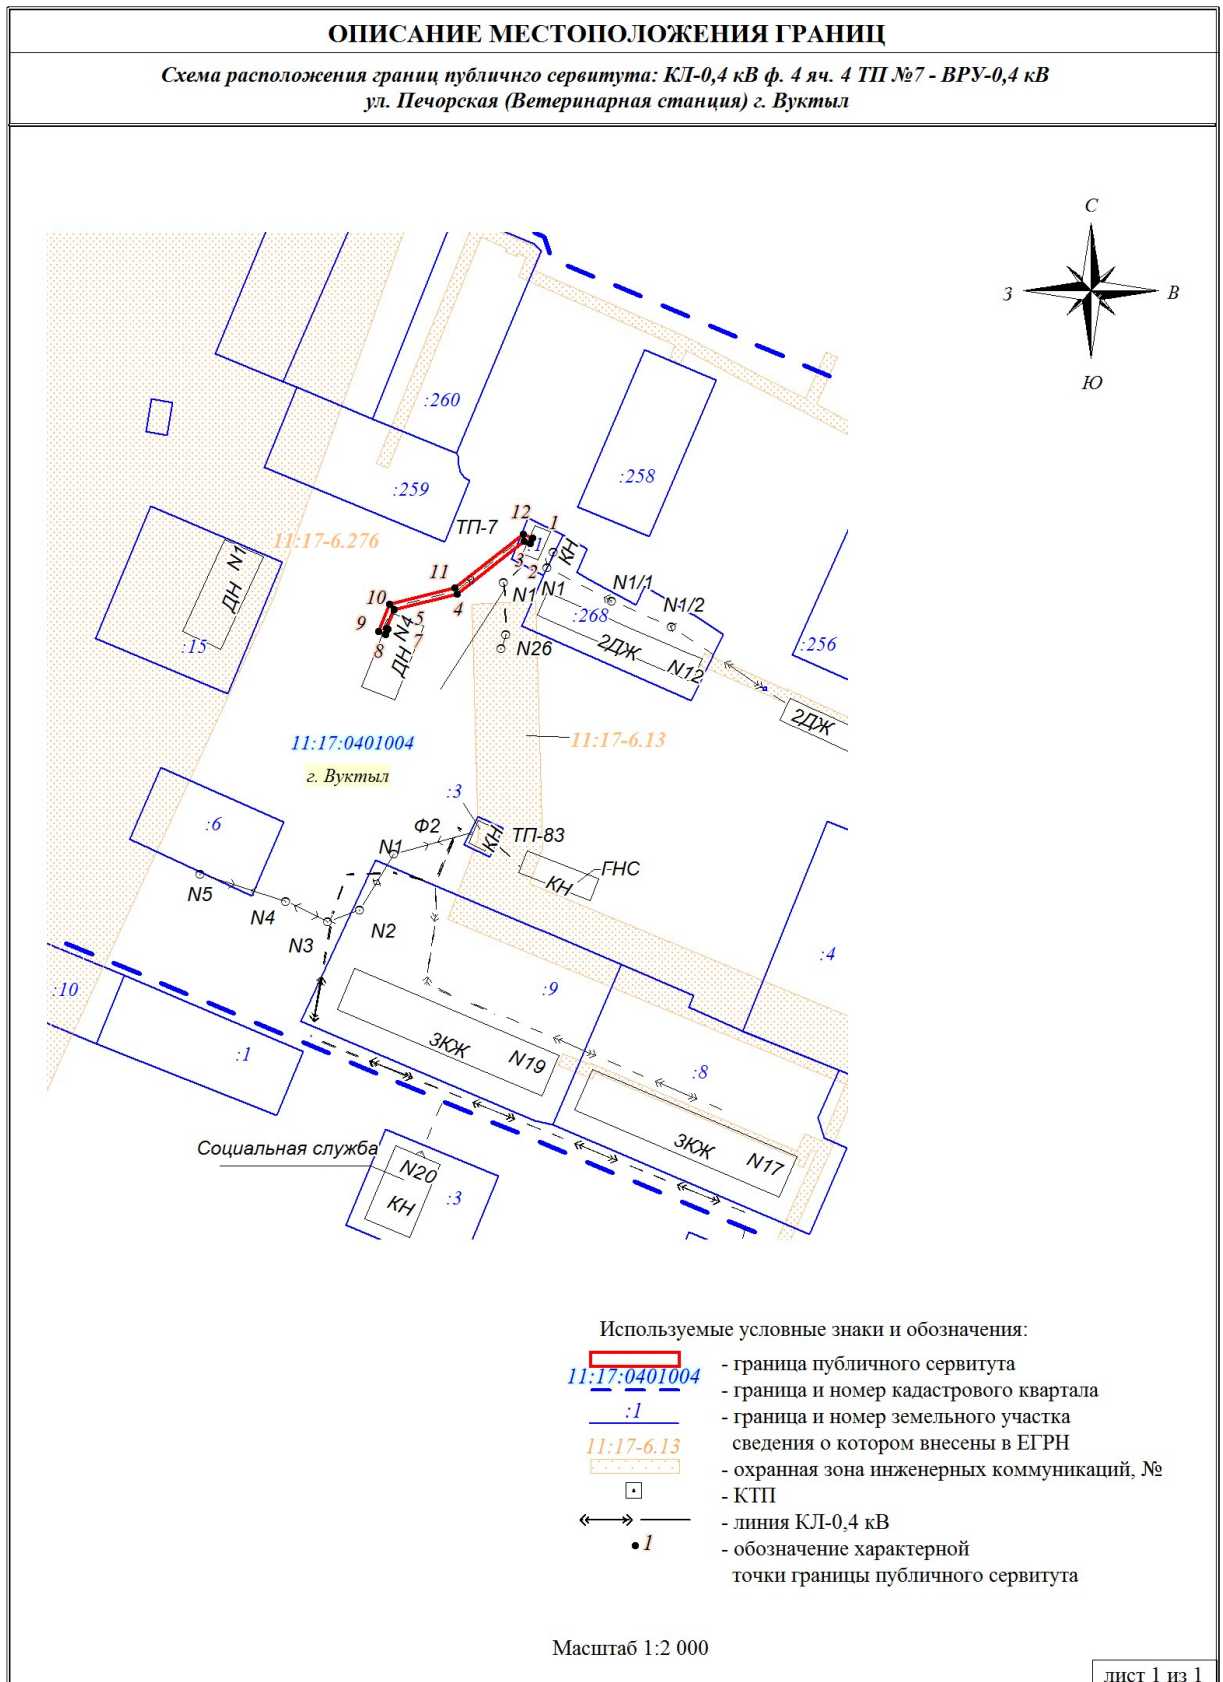 ОПИСАНИЕ МЕСТОПОЛОЖЕНИЯ ГРАНИЦ
Схема расположения границ публичнго сервитута: КЛ-0,4 кВ ф. 4 яч. 4 ТП №7 - ВРУ-0,4 кВ
ул. Печорская (Ветеринарная станция) г. Вуктыл
С
З
В
Ю
:260
:259
:258
ТП-7
12
1
:1
КН
11:17-6.276
3
2
11
4
N1
N1
N1/1
N1/2
ДН N1
:15
10
9
5
8
7
ДН N4
:268
N26
2ДЖ
N12
:256
2ДЖ
11:17:0401004
11:17-6.13
г. Вуктыл
:3
:6
Ф2
КН
ТП-83
N1
ГНС
КН
N5
N4
N3
N2
:4
:10
:9
:1
3КЖ
N19
:8
3КЖ
N17
Социальная служба
N20
КН
:3
Используемые условные знаки и обозначения:
- граница публичного сервитута
11:17:0401004
- граница и номер кадастрового квартала
:1
- граница и номер земельного участка
сведения о котором внесены в ЕГРН
11:17-6.13
- охранная зона инженерных коммуникаций, №
- КТП
- линия КЛ-0,4 кВ
1
- обозначение характерной
точки границы публичного сервитута
Масштаб 1:2 000
лист 1 из 1